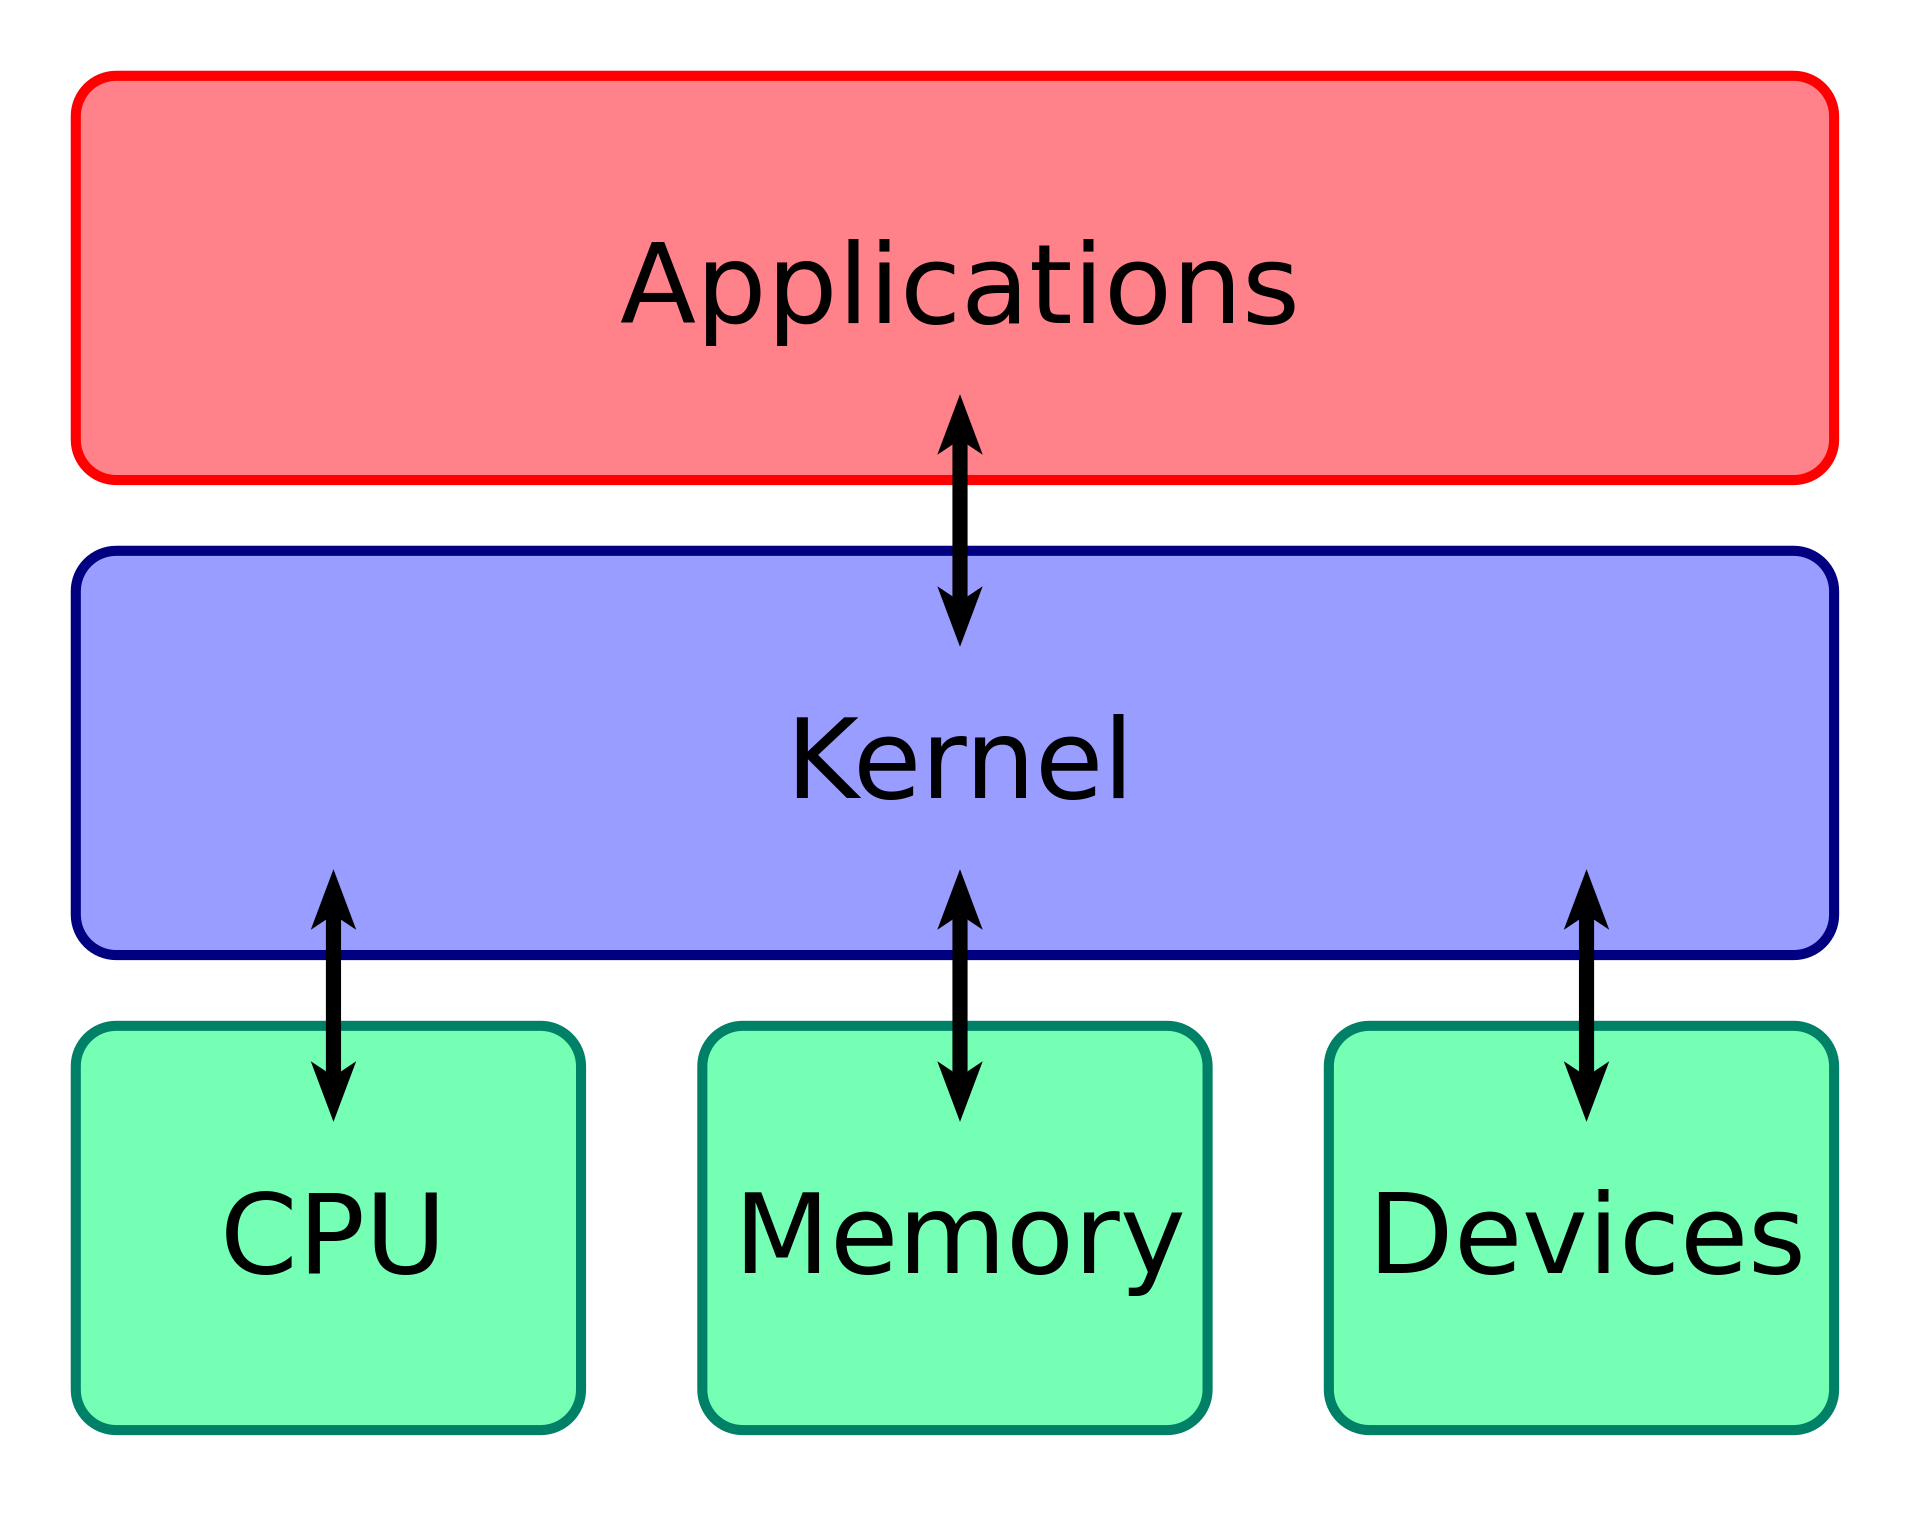 Applications
Kernel
CPU
Memory
Devices